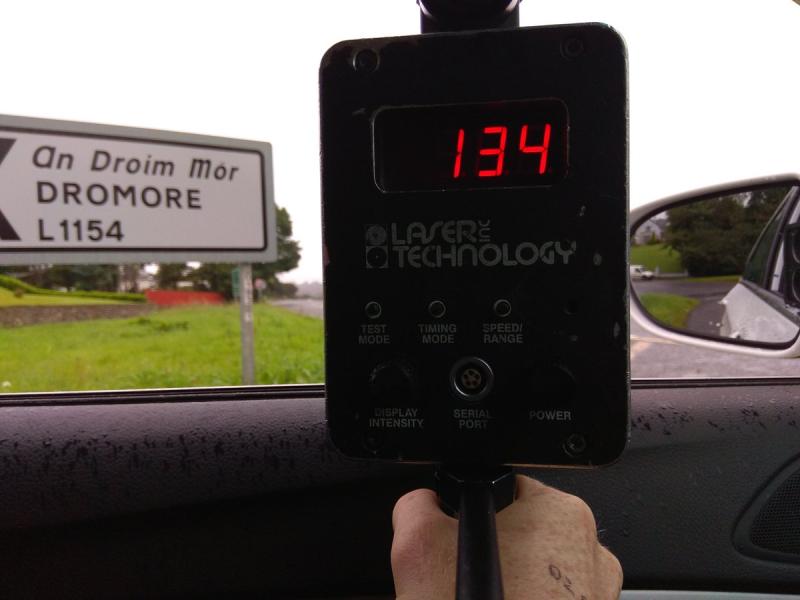 An Droim Mór
DROMORE
L1154
134
LASER INC
TECHNOLOGY
TEST
MODE
TIMING
MODE
SPEED/
RANGE
DISPLAY
INTENSITY
SERIAL
PORT
POWER